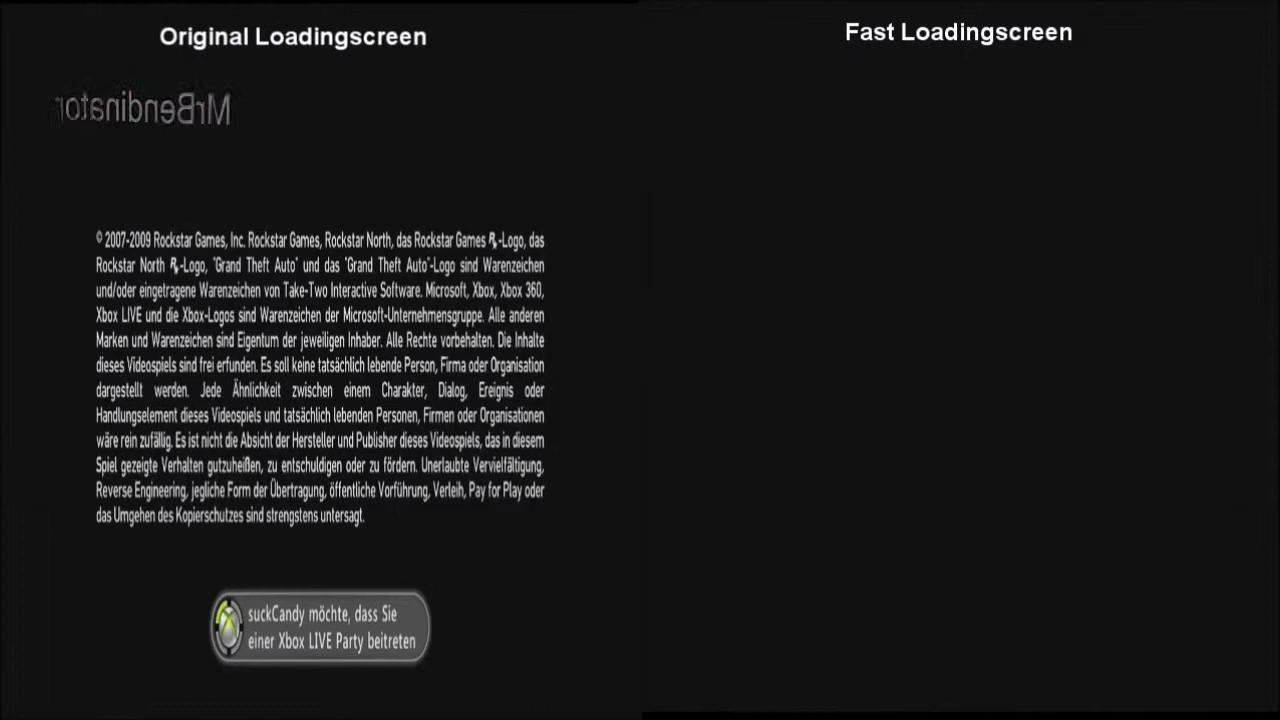 Original Loadingscreen
Fast Loadingscreen
MrBendinator
© 2007-2009 Rockstar Games, Inc. Rockstar Games, Rockstar North, das Rockstar Games R*-Logo, das
Rockstar North R*-Logo, "Grand Theft Auto" und das "Grand Theft Auto"-Logo sind Warenzeichen
und/oder eingetragene Warenzeichen von Take-Two Interactive Software. Microsoft, Xbox, Xbox 360,
Xbox LIVE und die Xbox-Logos sind Warenzeichen der Microsoft-Unternehmensgruppe. Alle anderen
Marken und Warenzeichen sind Eigentum der jeweiligen Inhaber. Alle Rechte vorbehalten. Die Inhalte
dieses Videospiels sind frei erfunden. Es soll keine tatsächlich lebende Person, Firma oder Organisation
dargestellt werden. Jede Ähnlichkeit zwischen einem Charakter, Dialog, Ereignis oder
Handlungselement dieses Videospiels und tatsächlich lebenden Personen, Firmen oder Organisationen
wäre rein zufällig. Es ist nicht die Absicht der Hersteller und Publisher dieses Videospiels, das in diesem
Spiel gezeigte Verhalten gutzuheißen, zu entschuldigen oder zu fördern. Unerlaubte Vervielfältigung,
Reverse Engineering, jegliche Form der Übertragung, öffentliche Vorführung, Verleih, Pay for Play oder
das Umgehen des Kopierschutzes sind strengstens untersagt.
suckCandy möchte, dass Sie
einer Xbox LIVE Party beitreten